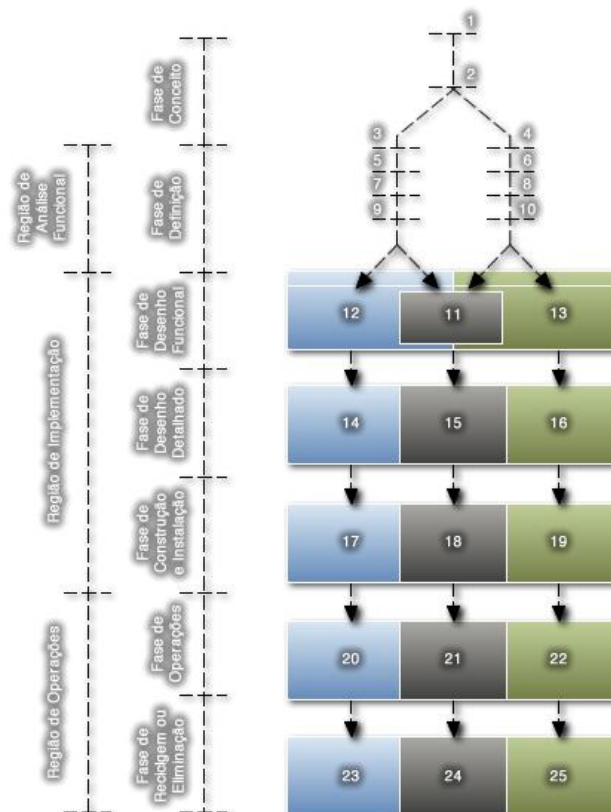 1
2
Fase de
Conceito
3
4
5
6
7
8
9
10
Região de
Análise
Funcional
Fase de
Definição
Região de Implementação
Fase de
Desenho
Funcional
12
11
13
Fase de
Desenho
Detalhado
14
15
16
Fase de
Construção
e Instalação
17
18
19
Região de Operações
Fase de
Operações
20
21
22
Fase de
Reciclgem ou
Eliminação
23
24
25